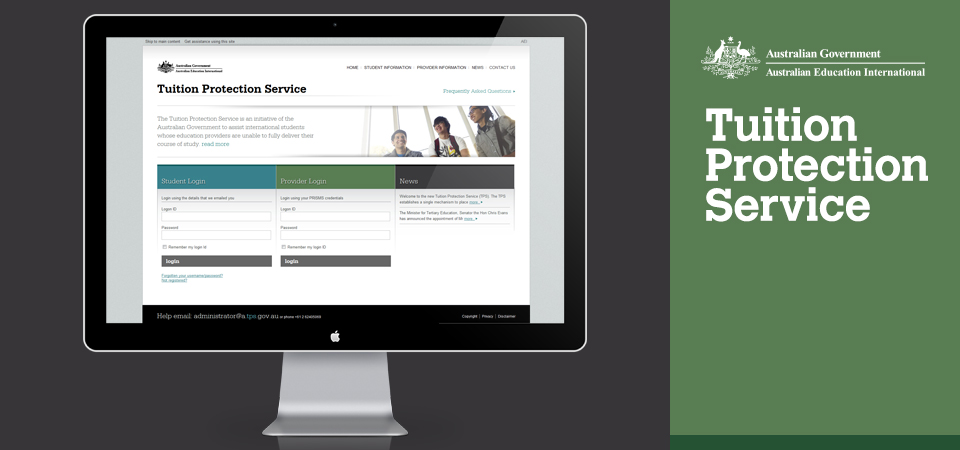 Skip to main content   Get assistance using this site
Australian Government
Australian Education International
HOME   STUDENT INFORMATION   PROVIDER INFORMATION   NEWS   CONTACT US
Tuition Protection Service
Frequently Asked Questions
The Tuition Protection Service is an initiative of the
Australian Government to assist international students
whose education providers are unable to fully deliver their
course of study. read more
Student Login
Login using the details that we emailed you.
Logon ID
Password
Remember my login id
login
Forgotten your username/password?
Not registered?
Provider Login
Login using your PRISMS credentials.
Logon ID
Password
Remember my login ID
login
News
Welcome to the new Tuition Protection Service (TPS). The TPS
establishes a single mechanism to place more
The Minister for Tertiary Education, Senator the Hon Chris Evans
has announced the appointment of Mr more
Help email: administrator@a.tps.gov.au or phone
Copyright | Privacy | Disclaimer
Australian Government
Australian Education International
Tuition
Protection
Service